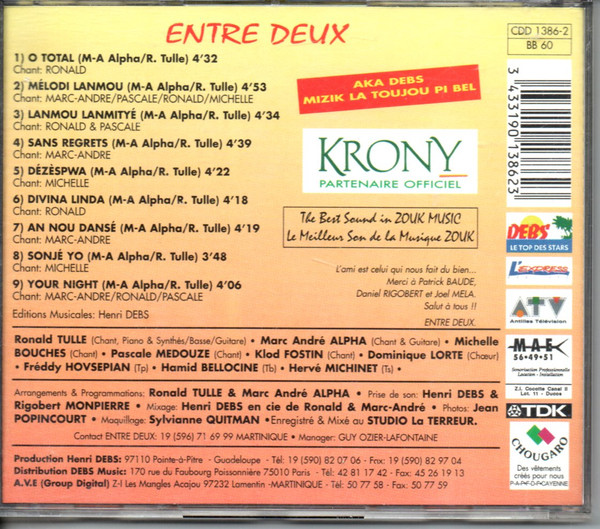 ENTRE DEUX
CDD 1386-2
BB 60
1) O TOTAL (M-A Alpha/R. Tulle) 4'32
Chant: RONALD
2) MÉLODI LANMOU (M-A Alpha/R. Tulle) 4'53
Chant: MARC-ANDRE/PASCALE/RONALD/MICHELLE
3) LANMOU LANMITYÉ (M-A Alpha/R. Tulle) 4'34
Chant: RONALD & PASCALE
4) SANS REGRETS (M-A Alpha/R. Tulle) 4'39
Chant: MARC-ANDRE
5) DÉZÈSPWA (M-A Alpha/R. Tulle) 4'22
Chant: MICHELLE
6) DIVINA LINDA (M-A Alpha/R. Tulle) 4'18
Chant: RONALD
7) AN NOU DANSÉ (M-A Alpha/R. Tulle) 4'19
Chant: MARC-ANDRE
8) SONJÉ YO (M-A Alpha/R. Tulle) 3'48
Chant: MICHELLE
9) YOUR NIGHT (M-A Alpha/R. Tulle) 4'06
Chant: MARC-ANDRE/RONALD/PASCALE
Editions Musicales: Henri DEBS
AKA DEBS
MIZIK LA TOUJOU PI BEL
KRONY
PARTENAIRE OFFICIEL
The Best Sound in ZOUK MUSIC
Le Meilleur Son de la Musique ZOUK
L'ami est celui qui nous fait du bien...
Merci à Patrick BAUDE,
Daniel RIGOBERT et Joel MELA.
Salut à tous !!
ENTRE DEUX.
3 433190 138623
DEBS
LE TOP DES STARS
L'EXPRESS
ATV
Antilles Télévision
M.A.E
56•49•51
Sonorisation Professionnelle
Location - Installation
Z.I. Cocotte Canal II
Lot. 11 - Ducos
TDK
CHOUGARO
Des vêtements
créés pour nous
P-A-P-F-D-F-CAYENNE
Ronald TULLE (Chant, Piano & Synthés/Basse/Guitare) • Marc André ALPHA (Chant & Guitare) • Michelle
BOUCHES (Chant) • Pascale MEDOUZE (Chant) • Klod FOSTIN (Chant) • Dominique LORTE (Chœur)
• Fréddy HOVSEPIAN (Tp) • Hamid BELLOCINE (Tb) • Hervé MICHINET (Ts) •
Arrangements & Programmations: Ronald TULLE & Marc André ALPHA • Prise de son: Henri DEBS &
Rigobert MONPIERRE • Mixage: Henri DEBS en cie de Ronald & Marc-André • Photos: Jean
POPINCOURT • Maquillage: Sylvianne QUITMAN •Enregistré & Mixé au STUDIO La TERREUR.
Contact ENTRE DEUX: 19 (596) 71 69 99 MARTINIQUE • Manager: GUY OZIER-LAFONTAINE
Production Henri DEBS: 97110 Pointe-à-Pitre - Guadeloupe - Tél: 19 (590) 82 07 06 - Fax: 19 (590) 82 97 04
Distribution DEBS Music: 170 rue du Faubourg Poissonnière 75010 Paris - Tél: 42 81 17 42 - Fax: 45 26 19 13
A.V.E (Group Digital) Z-I Les Mangles Acajou 97232 Lamentin -MARTINIQUE - Tél: 50 77 58 - Fax: 50 77 59